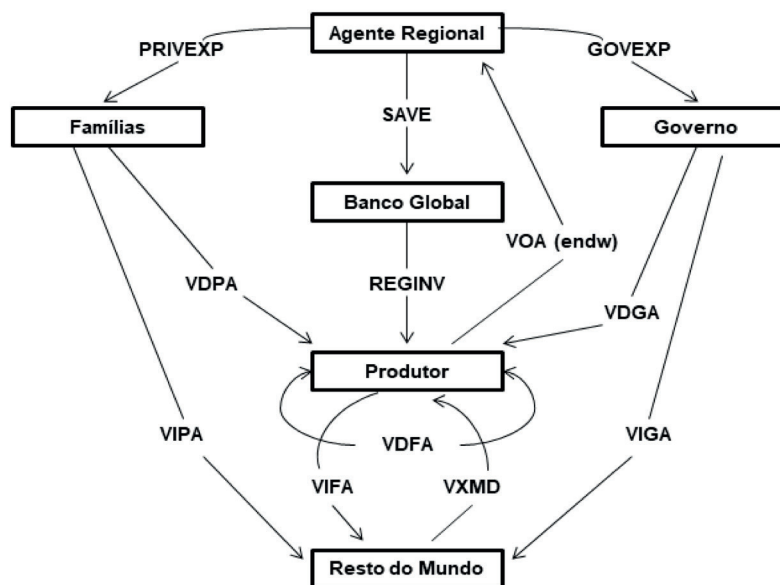 Agente Regional
PRIVEXP
GOVEXP
SAVE
Famílias
Governo
Banco Global
VOA (endw)
VDPA
REGINV
VDGA
Produtor
VIPA
VDFA
VIGA
VIFA
VXMD
Resto do Mundo